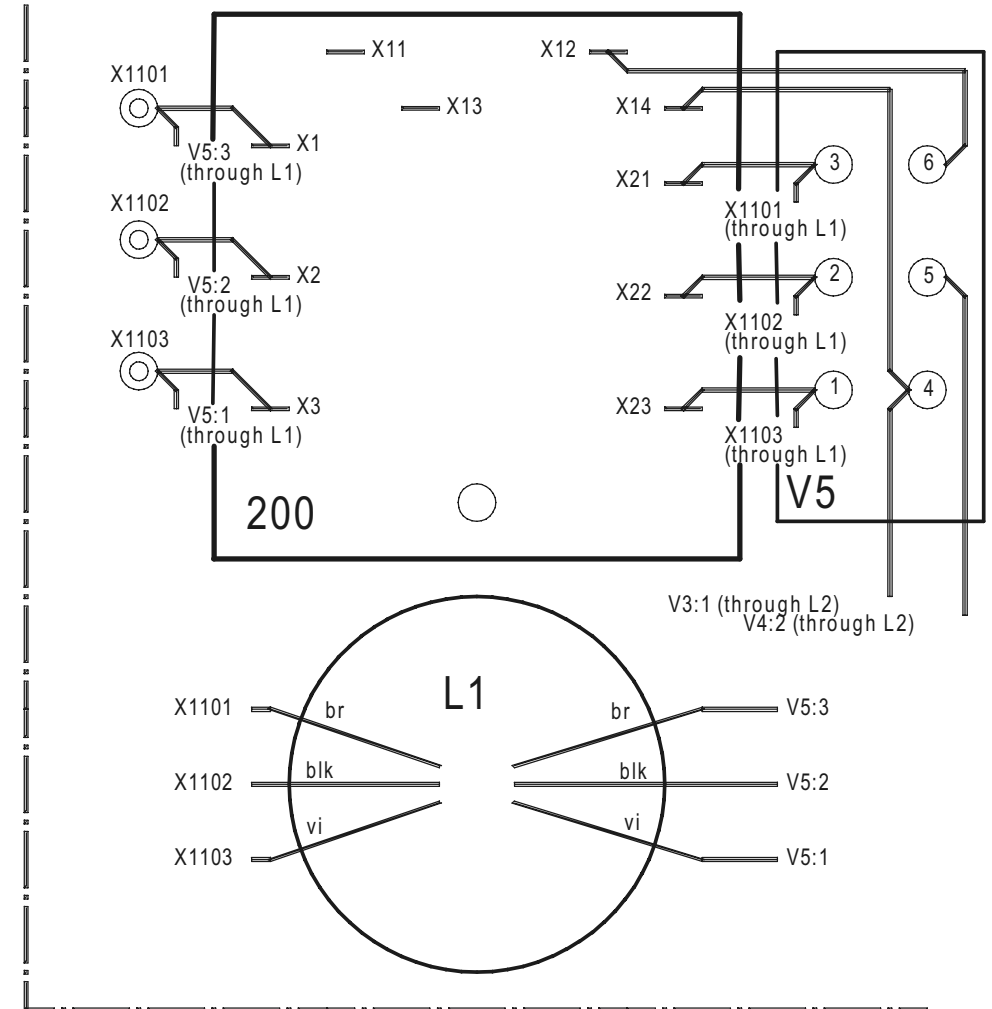 X11
X12
X1101
X13
X14
X1
V5:3
(through L1)
X21
3
6
X1102
X1101
(through L1)
X2
V5:2
(through L1)
X22
2
5
X1103
X1102
(through L1)
X3
V5:1
(through L1)
X23
1
4
X1103
(through L1)
200
V5
V3:1 (through L2)
V4:2 (through L2)
L1
X1101
br
br
V5:3
X1102
blk
blk
V5:2
X1103
vi
vi
V5:1